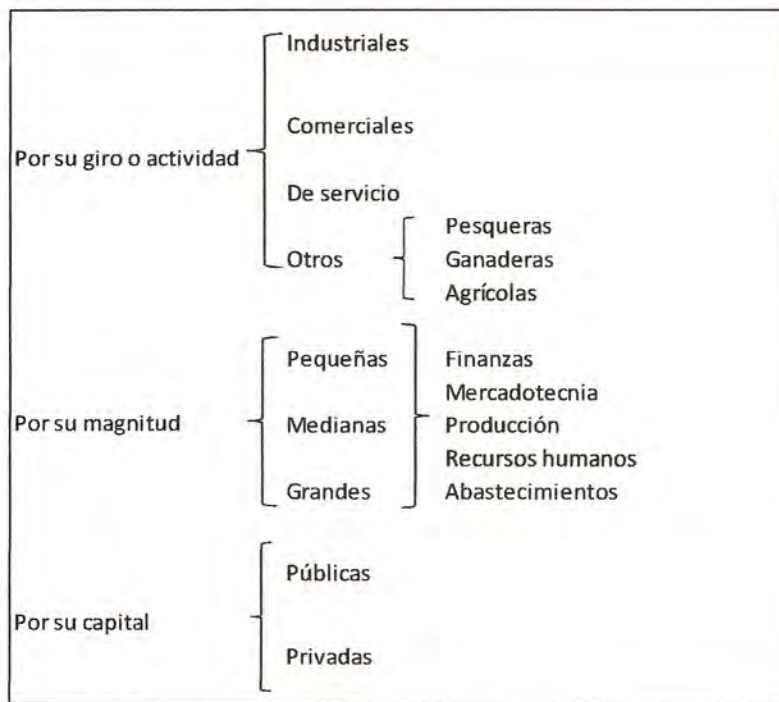 Por su giro o actividad
Industriales
Comerciales
De servicio
Otros
Pesqueras
Ganaderas
Agrícolas
Por su magnitud
Pequeñas
Medianas
Grandes
Finanzas
Mercadotecnia
Producción
Recursos humanos
Abastecimientos
Por su capital
Públicas
Privadas